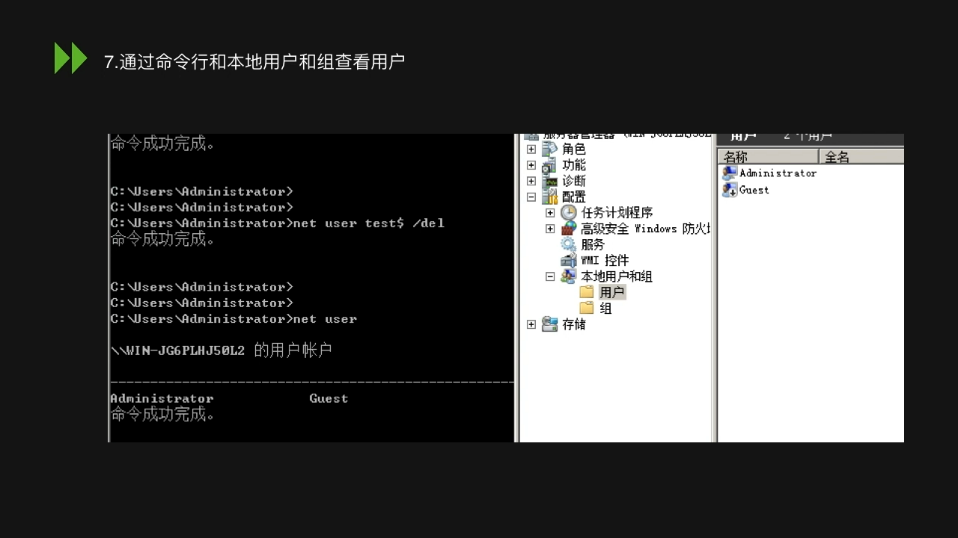 7.通过命令行和本地用户和组查看用户
命令成功完成。
C:\Users\Administrator>
C:\Users\Administrator>
C:\Users\Administrator>net user test$ /del
命令成功完成。
C:\Users\Administrator>
C:\Users\Administrator>
C:\Users\Administrator>net user
\\WIN-JG6PLHJ50L2 的用户帐户
-------------------------------------------------------------------------------
Administrator Guest
命令成功完成。
服务器管理器 (WIN-JG6PLHJ50L
角色
功能
诊断
配置
任务计划程序
高级安全 Windows 防火
服务
WMI 控件
本地用户和组
用户
组
存储
用户 2 个用户
名称 全名
Administrator
Guest